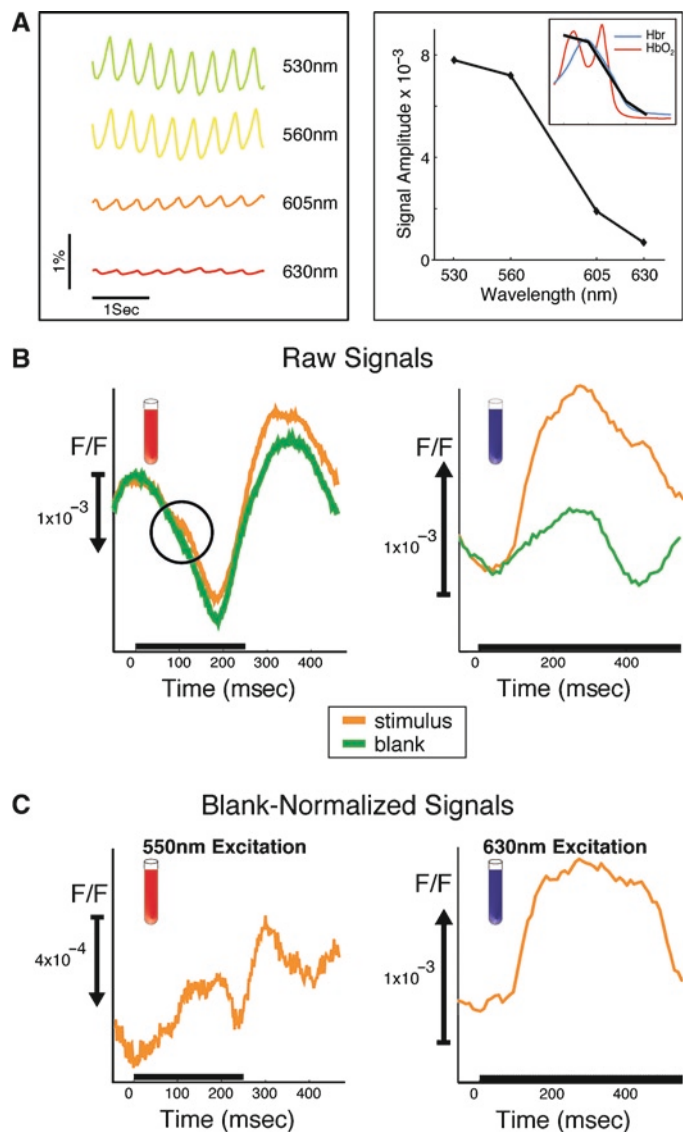 A
530nm
560nm
605nm
630nm
1%
1Sec
Signal Amplitude x 10⁻³
8
4
0
530 560 605 630
Wavelength (nm)
Hbr
HbO₂
B
Raw Signals
F/F
1x10⁻³
0 100 200 300 400
Time (msec)
F/F
1x10⁻³
0 400
Time (msec)
stimulus
blank
C
Blank-Normalized Signals
550nm Excitation
F/F
4x10⁻⁴
0 100 200 300 400
Time (msec)
630nm Excitation
F/F
1x10⁻³
0 400
Time (msec)